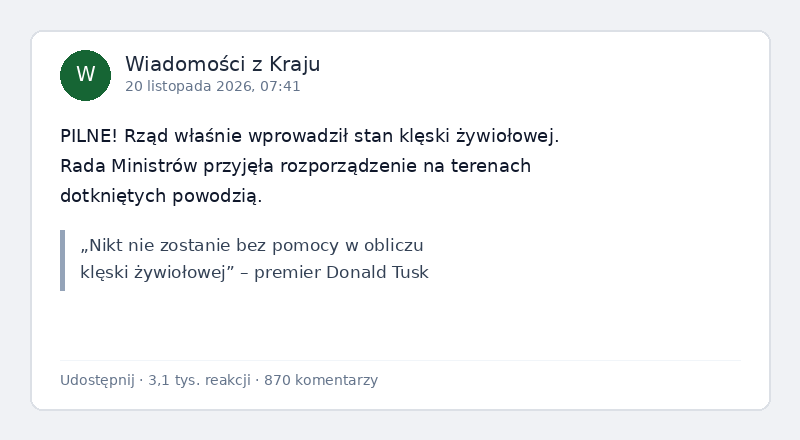 W
Wiadomości z Kraju
20 listopada 2026, 07:41
PILNE! Rząd właśnie wprowadził stan klęski żywiołowej.
Rada Ministrów przyjęła rozporządzenie na terenach
dotkniętych powodzią.
„Nikt nie zostanie bez pomocy w obliczu
klęski żywiołowej” – premier Donald Tusk
Udostępnij · 3,1 tys. reakcji · 870 komentarzy